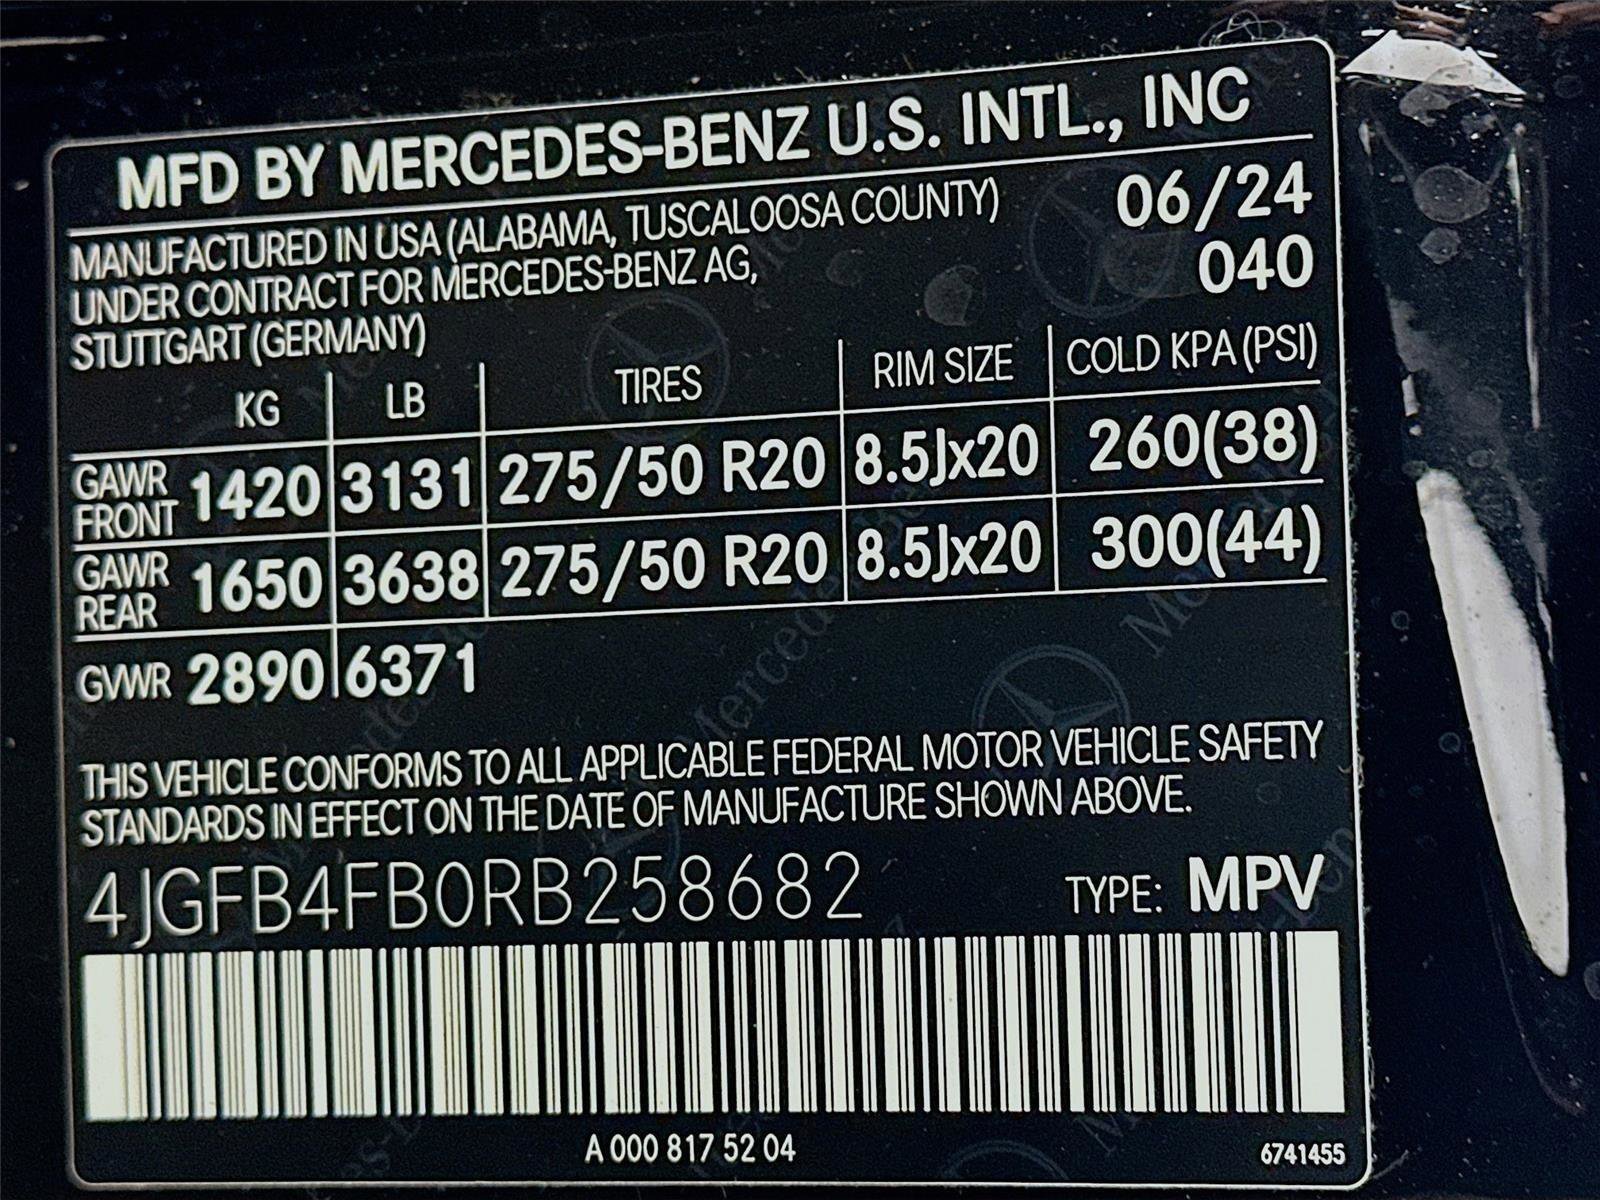 MFD BY MERCEDES-BENZ U.S. INTL., INC
MANUFACTURED IN USA (ALABAMA, TUSCALOOSA COUNTY) 06/24
UNDER CONTRACT FOR MERCEDES-BENZ AG, 040
STUTTGART (GERMANY)
KG LB TIRES RIM SIZE COLD KPA (PSI)
GAWR FRONT 1420 3131 275/50 R20 8.5Jx20 260(38)
GAWR REAR 1650 3638 275/50 R20 8.5Jx20 300(44)
GVWR 2890 6371
THIS VEHICLE CONFORMS TO ALL APPLICABLE FEDERAL MOTOR VEHICLE SAFETY
STANDARDS IN EFFECT ON THE DATE OF MANUFACTURE SHOWN ABOVE.
4JGFB4FB0RB258682 TYPE: MPV
A 000 817 52 04 6741455